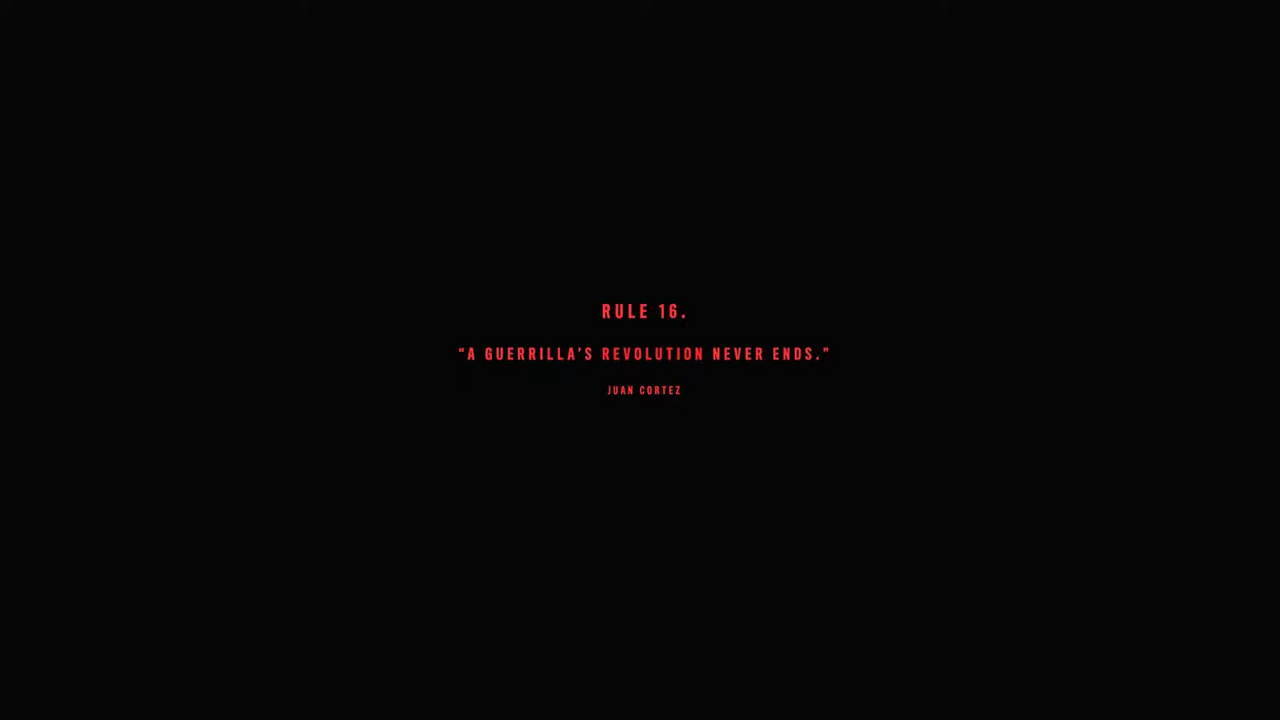 RULE 16.
“A GUERRILLA’S REVOLUTION NEVER ENDS.”
JUAN CORTEZ